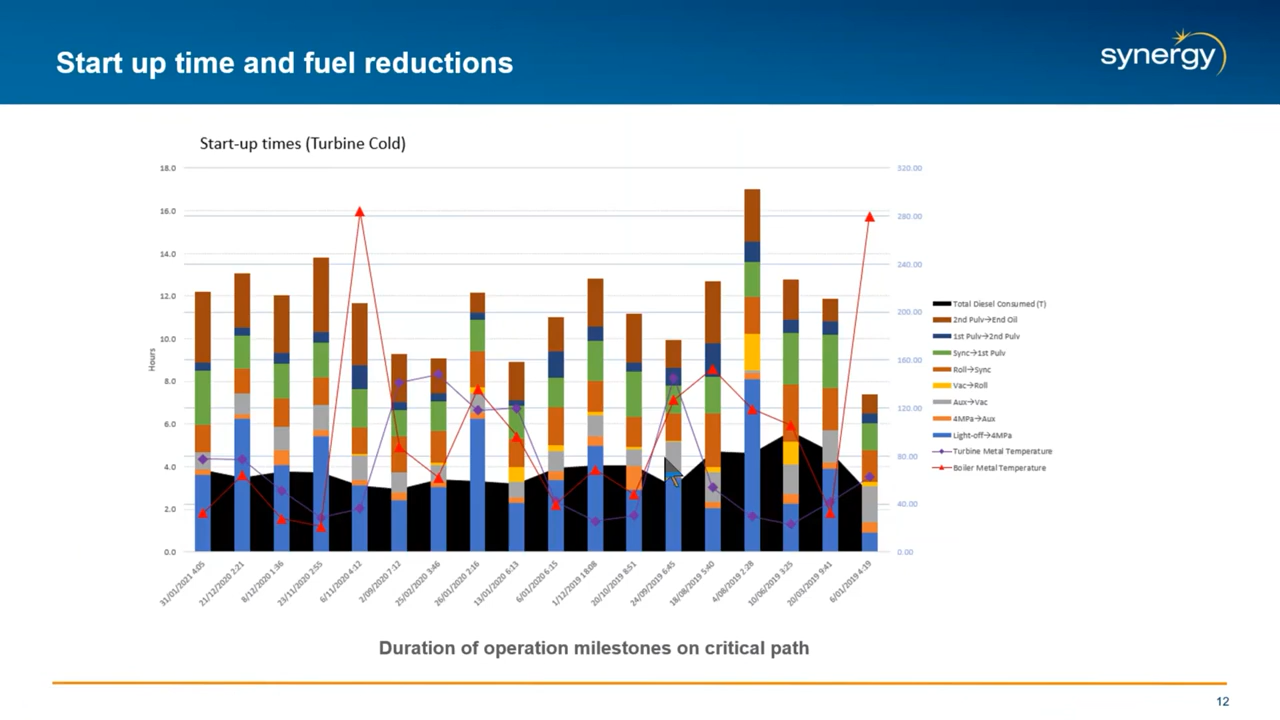 Start up time and fuel reductions
synergy
Start-up times (Turbine Cold)
18.0
16.0
14.0
12.0
10.0
8.0
6.0
4.0
2.0
0.0
Hours
320.00
280.00
240.00
200.00
160.00
120.00
80.00
40.00
0.00
Total Diesel Consumed (T)
2nd Pulv→End Oil
1st Pulv→2nd Pulv
Sync→1st Pulv
Roll→Sync
Vac→Roll
Aux→Vac
4MPa→Aux
Light-off→4MPa
Turbine Metal Temperature
Boiler Metal Temperature
31/01/2021 4:05
21/12/2020 2:21
8/12/2020 1:36
23/11/2020 2:55
6/11/2020 4:12
2/09/2020 7:12
25/02/2020 3:46
26/01/2020 2:16
13/01/2020 6:13
6/01/2020 6:15
1/12/2019 18:08
20/10/2019 8:51
24/09/2019 6:45
18/08/2019 5:40
4/08/2019 2:28
10/06/2019 3:25
20/03/2019 9:41
6/01/2019 4:19
Duration of operation milestones on critical path
12